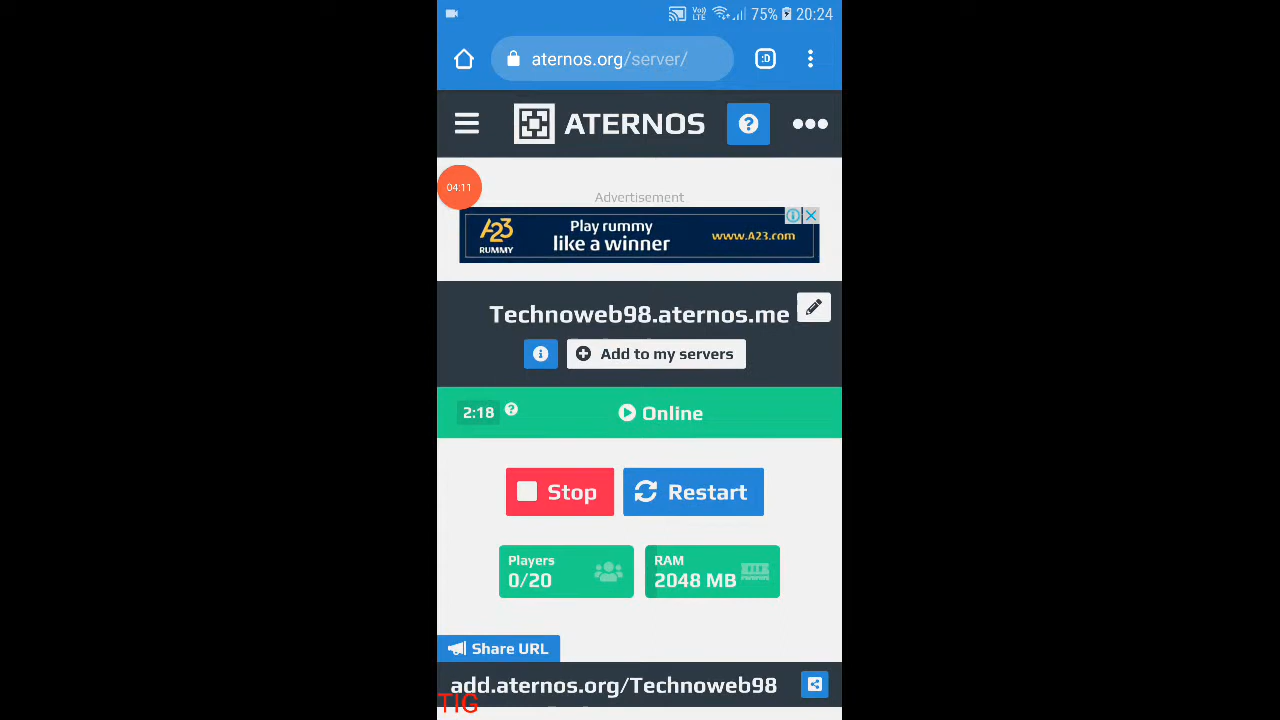 75% 20:24
aternos.org/server/ :D
ATERNOS
04:11
Advertisement
A23 RUMMY
Play rummy
like a winner
www.A23.com
Technoweb98.aternos.me
Add to my servers
2:18 Online
Stop Restart
Players
0/20
RAM
2048 MB
Share URL
add.aternos.org/Technoweb98
TIG